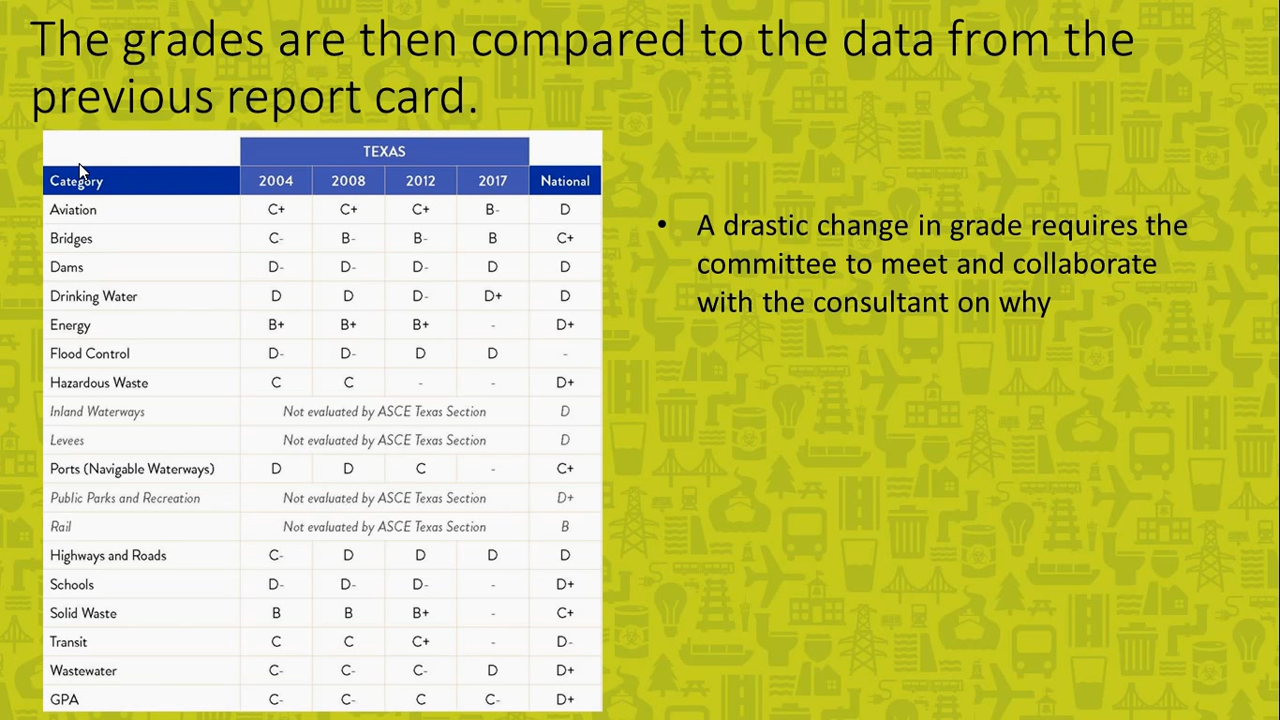 The grades are then compared to the data from the
previous report card.
TEXAS
Category 2004 2008 2012 2017 National
Aviation C+ C+ C+ B- D
Bridges C- B- B- B C+
Dams D- D- D- D D
Drinking Water D D D- D+ D
Energy B+ B+ B+ - D+
Flood Control D- D- D D -
Hazardous Waste C C - - D+
Inland Waterways Not evaluated by ASCE Texas Section D
Levees Not evaluated by ASCE Texas Section D
Ports (Navigable Waterways) D D C - C+
Public Parks and Recreation Not evaluated by ASCE Texas Section D+
Rail Not evaluated by ASCE Texas Section B
Highways and Roads C- D D D D
Schools D- D- D- - D+
Solid Waste B B B+ - C+
Transit C C C+ - D-
Wastewater C- C- C- D D+
GPA C- C- C C- D+
• A drastic change in grade requires the
committee to meet and collaborate
with the consultant on why